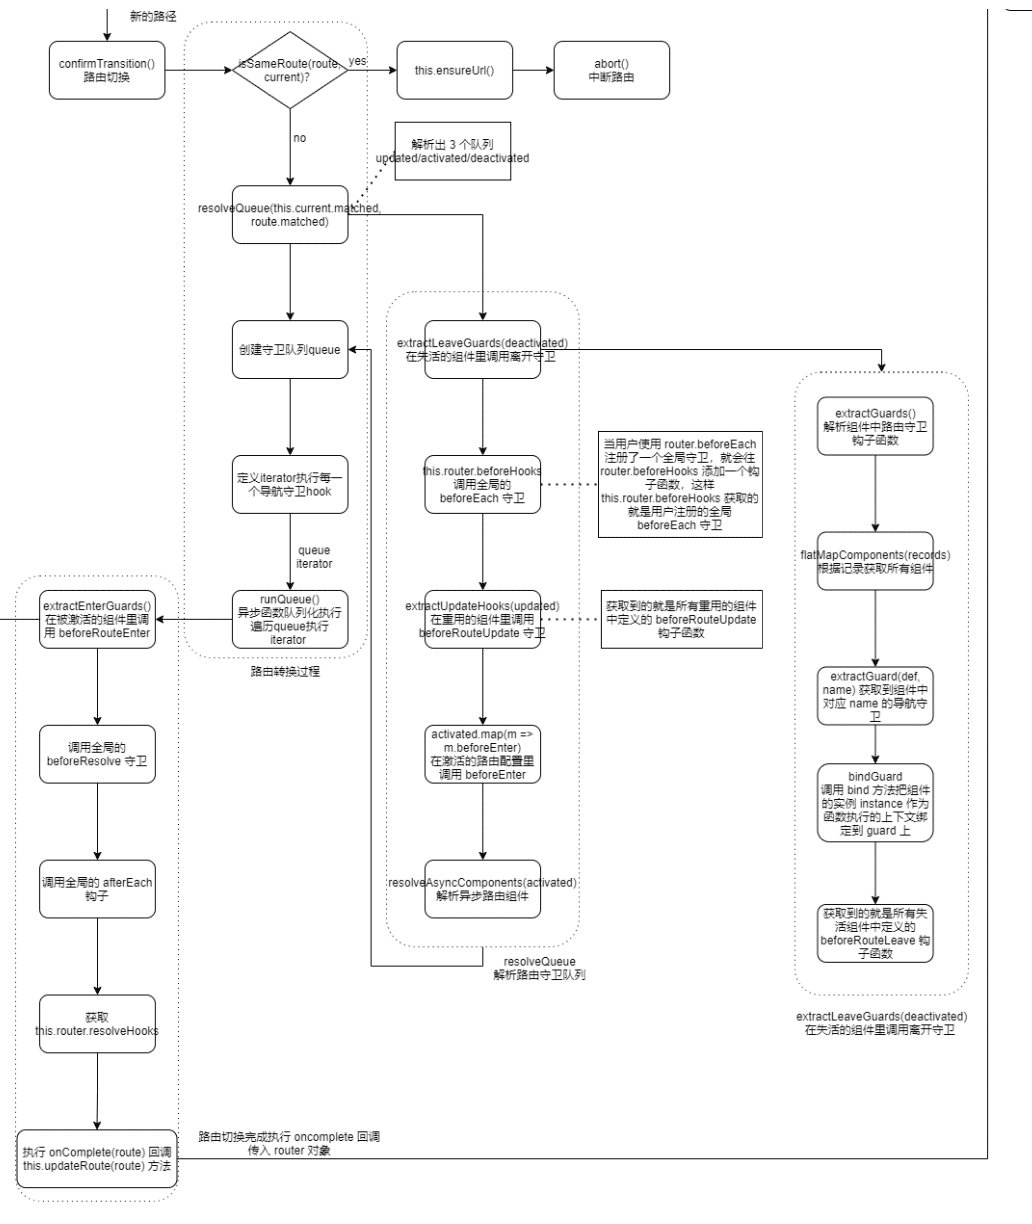 新的路径
confirmTransition()
路由切换
isSameRoute(route,
current)?
yes
this.ensureUrl()
abort()
中断路由
no
解析出 3 个队列
updated/activated/deactivated
resolveQueue(this.current.matched,
route.matched)
创建守卫队列queue
定义iterator执行每一
个导航守卫hook
queue
iterator
runQueue()
异步函数队列化执行
遍历queue执行
iterator
路由转换过程
extractLeaveGuards(deactivated)
在失活的组件里调用离开守卫
this.router.beforeHooks
调用全局的
beforeEach 守卫
当用户使用 router.beforeEach
注册了一个全局守卫，就会往
router.beforeHooks 添加一个钩
子函数，这样
this.router.beforeHooks 获取的
就是用户注册的全局
beforeEach 守卫
extractUpdateHooks(updated)
在重用的组件里调用
beforeRouteUpdate 守卫
获取到的就是所有重用的组件
中定义的 beforeRouteUpdate
钩子函数
activated.map(m =>
m.beforeEnter)
在激活的路由配置里
调用 beforeEnter
resolveAsyncComponents(activated)
解析异步路由组件
resolveQueue
解析路由守卫队列
extractGuards()
解析组件中路由守卫
钩子函数
flatMapComponents(records)
根据记录获取所有组件
extractGuard(def,
name) 获取到组件中
对应 name 的导航守
卫
bindGuard
调用 bind 方法把组件
的实例 instance 作为
函数执行的上下文绑
定到 guard 上
获取到的就是所有失
活组件中定义的
beforeRouteLeave 钩
子函数
extractLeaveGuards(deactivated)
在失活的组件里调用离开守卫
extractEnterGuards()
在被激活的组件里调
用 beforeRouteEnter
调用全局的
beforeResolve 守卫
调用全局的 afterEach
钩子
获取
this.router.resolveHooks
执行 onComplete(route) 回调
this.updateRoute(route) 方法
路由切换完成执行 oncomplete 回调
传入 router 对象